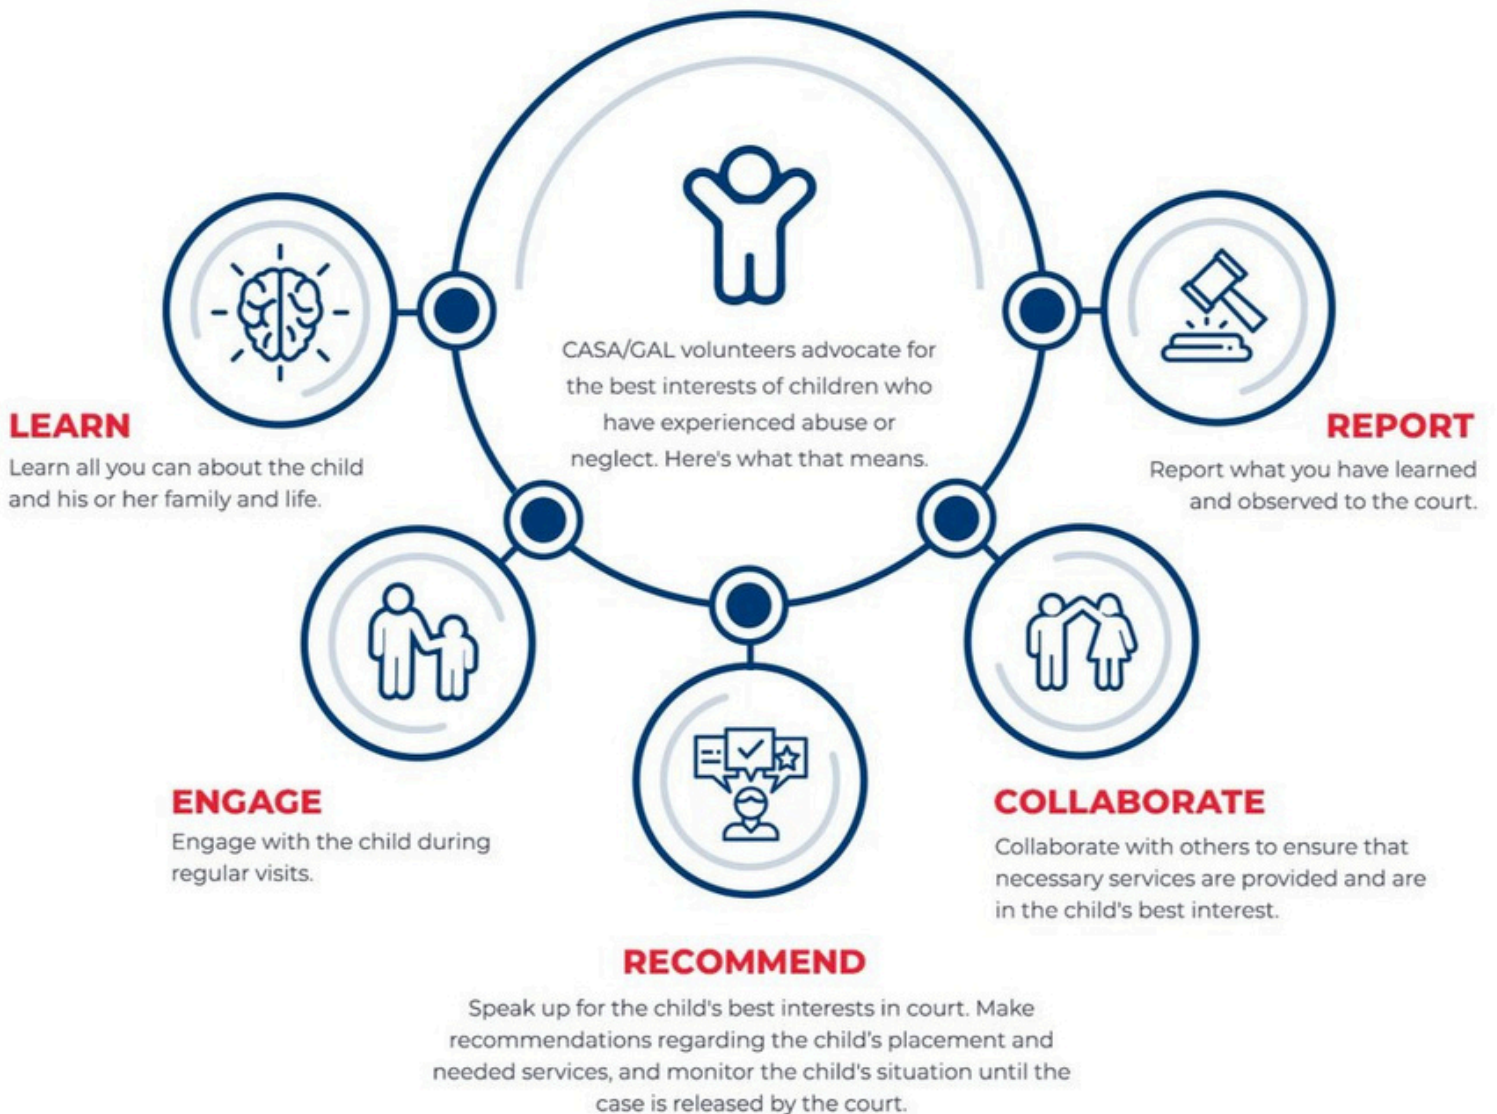 CASA/GAL volunteers advocate for
the best interests of children who
have experienced abuse or
neglect. Here's what that means.
LEARN
Learn all you can about the child
and his or her family and life.
ENGAGE
Engage with the child during
regular visits.
RECOMMEND
Speak up for the child's best interests in court. Make
recommendations regarding the child's placement and
needed services, and monitor the child's situation until the
case is released by the court.
COLLABORATE
Collaborate with others to ensure that
necessary services are provided and are
in the child's best interest.
REPORT
Report what you have learned
and observed to the court.